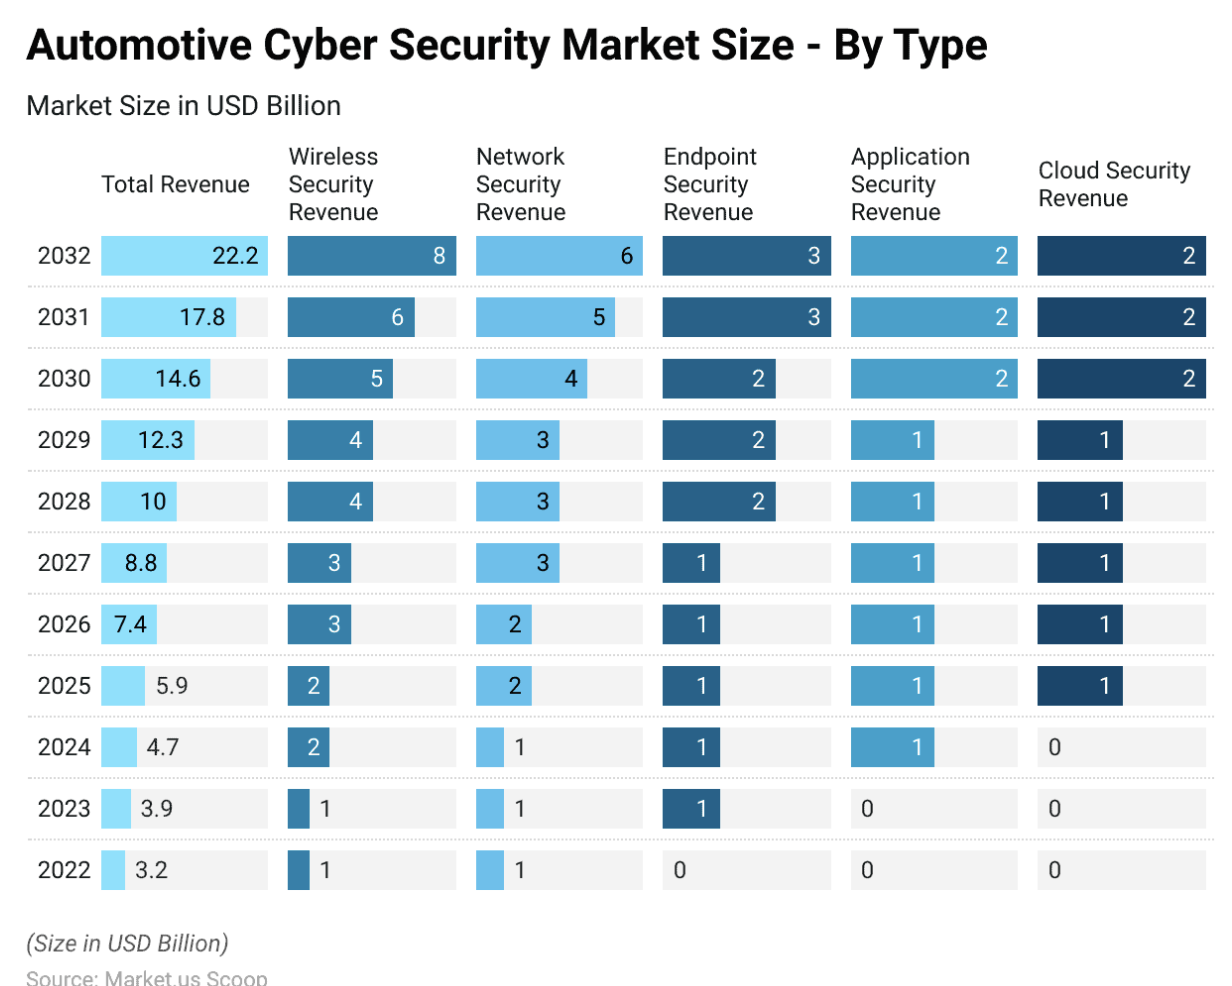 Automotive Cyber Security Market Size - By Type
Market Size in USD Billion
Total Revenue
Wireless
Security
Revenue
Network
Security
Revenue
Endpoint
Security
Revenue
Application
Security
Revenue
Cloud Security
Revenue
2032 22.2 8 6 3 2 2
2031 17.8 6 5 3 2 2
2030 14.6 5 4 2 2 2
2029 12.3 4 3 2 1 1
2028 10 4 3 2 1 1
2027 8.8 3 3 1 1 1
2026 7.4 3 2 1 1 1
2025 5.9 2 2 1 1 1
2024 4.7 2 1 1 1 0
2023 3.9 1 1 1 0 0
2022 3.2 1 1 0 0 0
(Size in USD Billion)
Source: Market.us Scoop